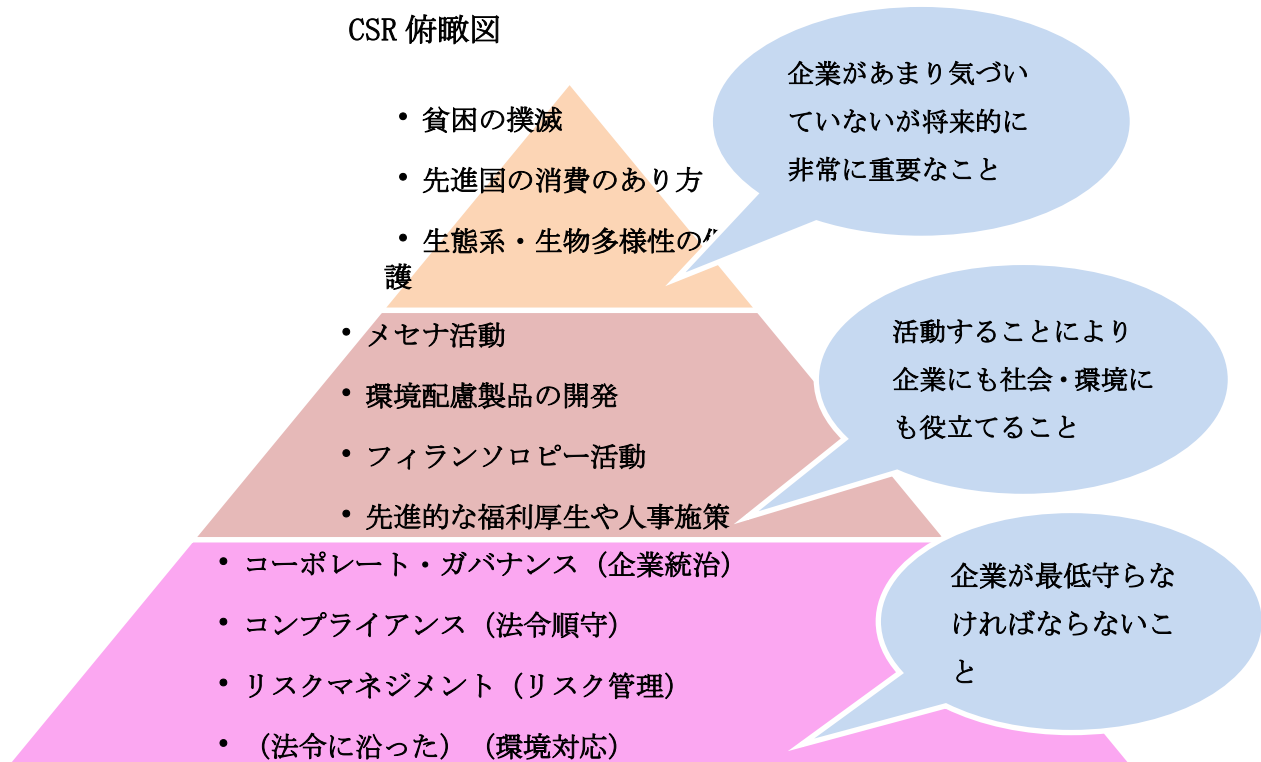 CSR 俯瞰図
・貧困の撲滅
・先進国の消費のあり方
・生態系・生物多様性の
護
企業があまり気づい
ていないが将来的に
非常に重要なこと
・メセナ活動
・環境配慮製品の開発
・フィランソロピー活動
・先進的な福利厚生や人事施策
活動することにより
企業にも社会・環境に
も役立てること
・コーポレート・ガバナンス（企業統治）
・コンプライアンス（法令順守）
・リスクマネジメント（リスク管理）
・（法令に沿った）（環境対応）
企業が最低守らな
ければならないこ
と